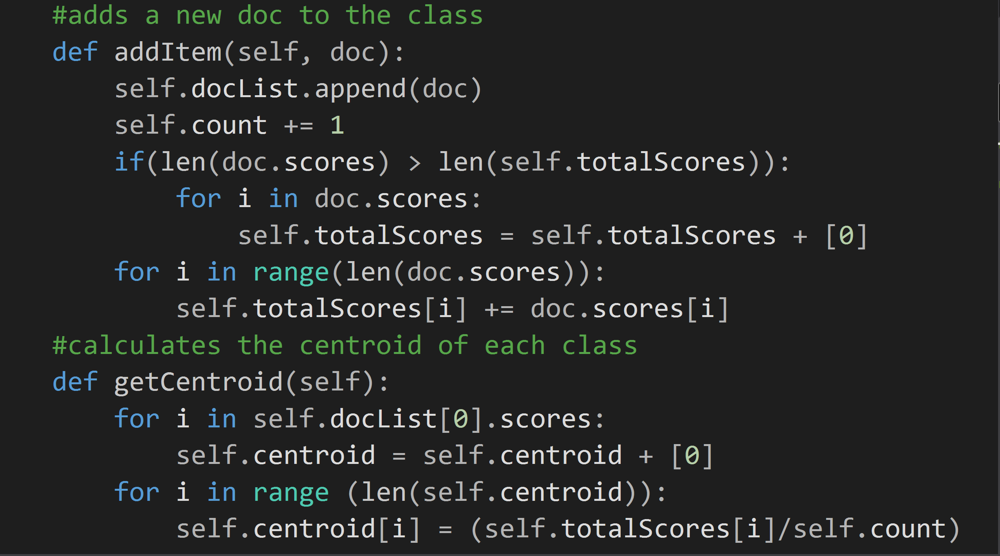 #adds a new doc to the class
def addItem(self, doc):
    self.docList.append(doc)
    self.count += 1
    if(len(doc.scores) > len(self.totalScores)):
        for i in doc.scores:
            self.totalScores = self.totalScores + [0]
    for i in range(len(doc.scores)):
        self.totalScores[i] += doc.scores[i]
#calculates the centroid of each class
def getCentroid(self):
    for i in self.docList[0].scores:
        self.centroid = self.centroid + [0]
    for i in range (len(self.centroid)):
        self.centroid[i] = (self.totalScores[i]/self.count)